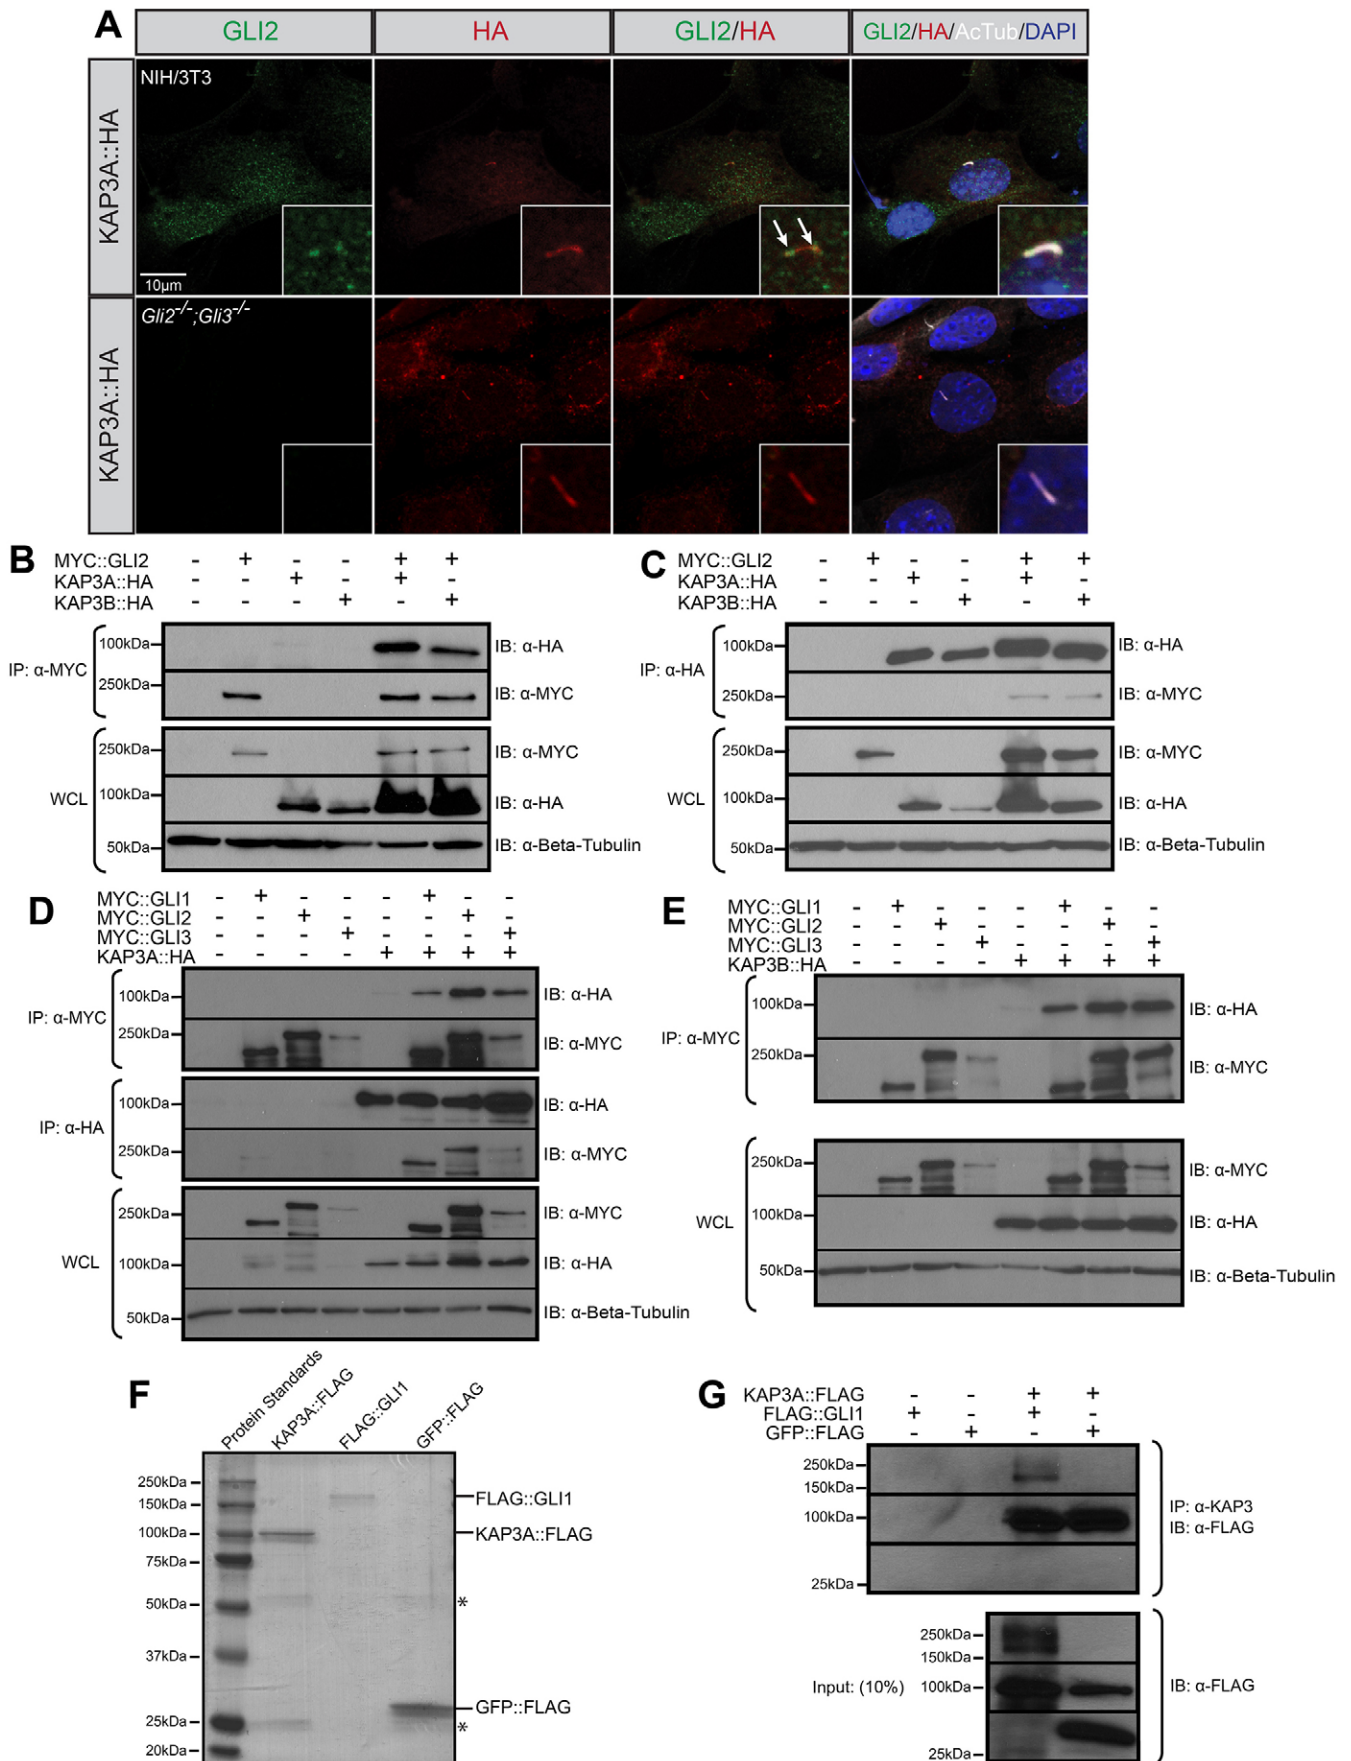 A
GLI2 HA GLI2/HA GLI2/HA/AcTub/DAPI
KAP3A::HA
NIH/3T3
10µm
KAP3A::HA
Gli2-/-;Gli3-/-
B
MYC::GLI2 - + - - + +
KAP3A::HA - - + - + -
KAP3B::HA - - - + - +
IP: α-MYC
100kDa IB: α-HA
250kDa IB: α-MYC
WCL
250kDa IB: α-MYC
100kDa IB: α-HA
50kDa IB: α-Beta-Tubulin
C
MYC::GLI2 - + - - + +
KAP3A::HA - - + - + -
KAP3B::HA - - - + - +
IP: α-HA
100kDa IB: α-HA
250kDa IB: α-MYC
WCL
250kDa IB: α-MYC
100kDa IB: α-HA
50kDa IB: α-Beta-Tubulin
D
MYC::GLI1 - + - - - + - -
MYC::GLI2 - - + - - - + -
MYC::GLI3 - - - + - - - +
KAP3A::HA - - - - + + + +
IP: α-MYC
100kDa IB: α-HA
250kDa IB: α-MYC
IP: α-HA
100kDa IB: α-HA
250kDa IB: α-MYC
WCL
250kDa IB: α-MYC
100kDa IB: α-HA
50kDa IB: α-Beta-Tubulin
E
MYC::GLI1 - + - - - + - -
MYC::GLI2 - - + - - - + -
MYC::GLI3 - - - + - - - +
KAP3B::HA - - - - + + + +
IP: α-MYC
100kDa IB: α-HA
250kDa IB: α-MYC
WCL
250kDa IB: α-MYC
100kDa IB: α-HA
50kDa IB: α-Beta-Tubulin
F
Protein Standards
KAP3A::FLAG
FLAG::GLI1
GFP::FLAG
250kDa
150kDa FLAG::GLI1
100kDa KAP3A::FLAG
75kDa
50kDa *
37kDa
GFP::FLAG
25kDa *
20kDa
G
KAP3A::FLAG - - + +
FLAG::GLI1 + - + -
GFP::FLAG - + - +
250kDa
150kDa
100kDa
25kDa
IP: α-KAP3
IB: α-FLAG
Input: (10%)
250kDa
150kDa
100kDa
25kDa
IB: α-FLAG